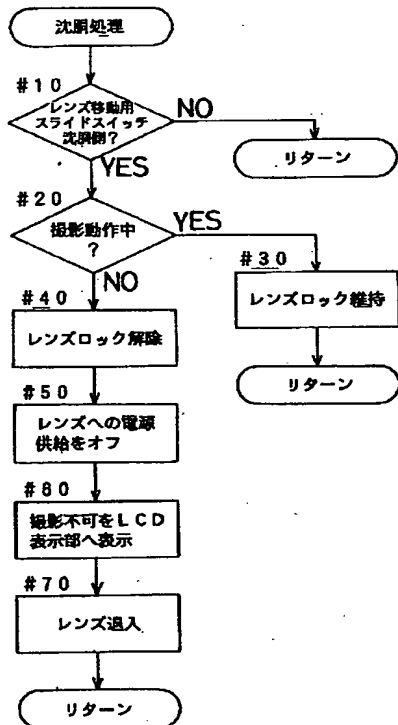 沈胴処理
#10
レンズ移動用
スライドスイッチ
沈胴側?
NO
リターン
YES
#20
撮影動作中
?
YES
#30
レンズロック維持
リターン
NO
#40
レンズロック解除
#50
レンズへの電源
供給をオフ
#60
撮影不可をLCD
表示部へ表示
#70
レンズ退入
リターン